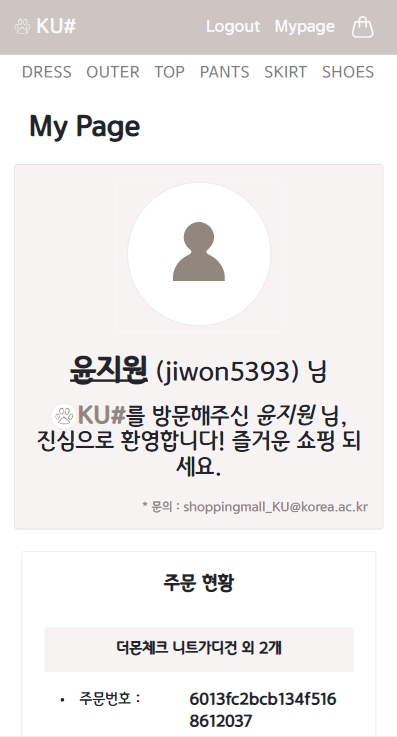 KU# Logout Mypage
DRESS OUTER TOP PANTS SKIRT SHOES
My Page
윤지원 (jiwon5393) 님
KU#를 방문해주신 윤지원 님,
진심으로 환영합니다! 즐거운 쇼핑 되
세요.
* 문의 : shoppingmall_KU@korea.ac.kr
주문 현황
더몬체크 니트가디건 외 2개
• 주문번호 : 6013fc2bcb134f516
8612037